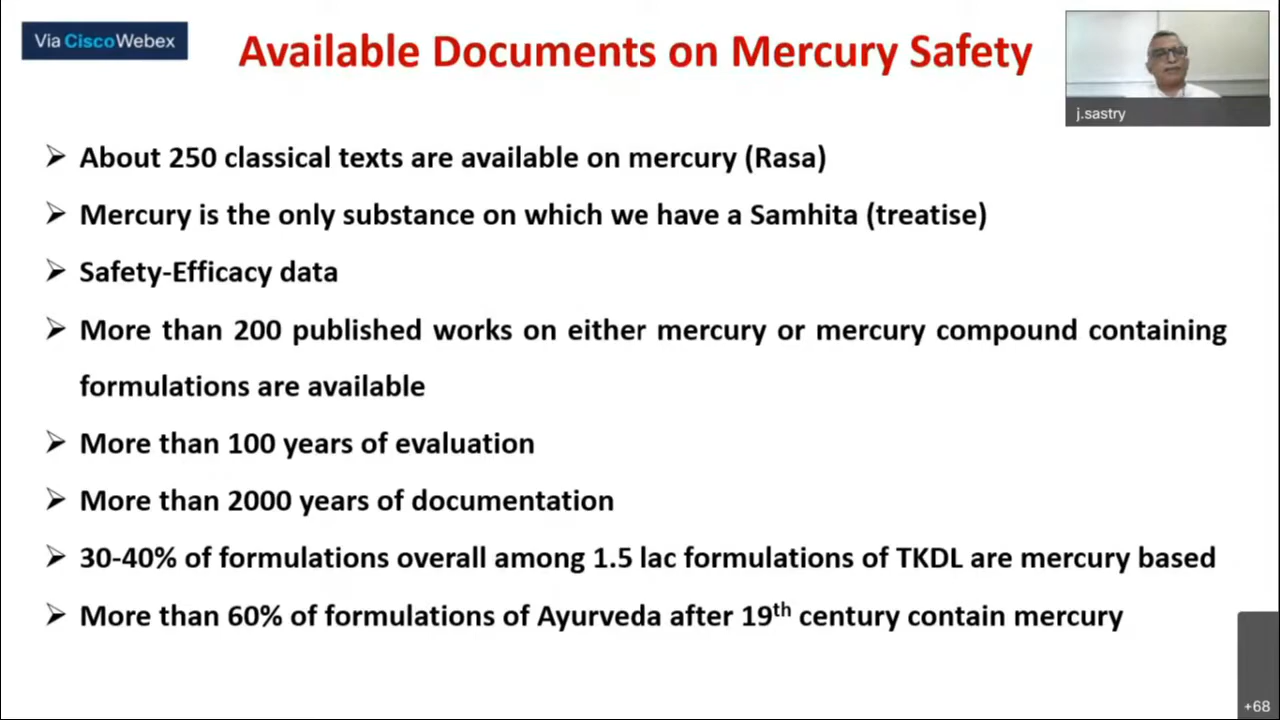 Via CiscoWebex
Available Documents on Mercury Safety
j.sastry
➢ About 250 classical texts are available on mercury (Rasa)
➢ Mercury is the only substance on which we have a Samhita (treatise)
➢ Safety-Efficacy data
➢ More than 200 published works on either mercury or mercury compound containing
formulations are available
➢ More than 100 years of evaluation
➢ More than 2000 years of documentation
➢ 30-40% of formulations overall among 1.5 lac formulations of TKDL are mercury based
➢ More than 60% of formulations of Ayurveda after 19th century contain mercury
+68